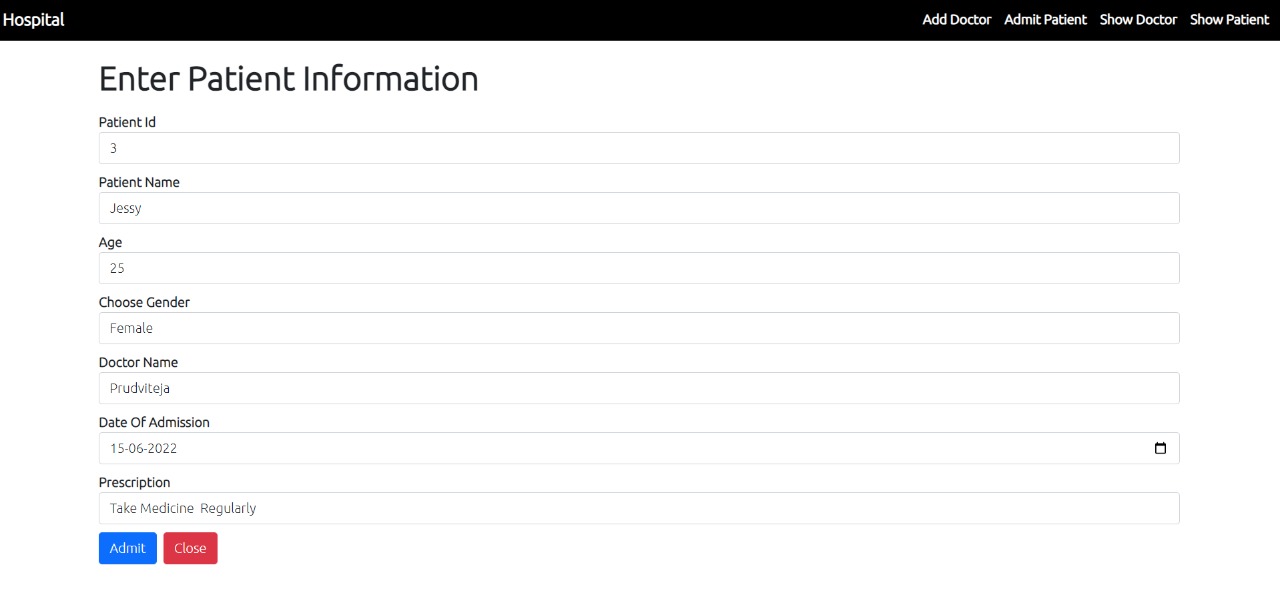 Hospital Add Doctor Admit Patient Show Doctor Show Patient
Enter Patient Information
Patient Id
3
Patient Name
Jessy
Age
25
Choose Gender
Female
Doctor Name
Prudviteja
Date Of Admission
15-06-2022
Prescription
Take Medicine  Regularly
Admit Close